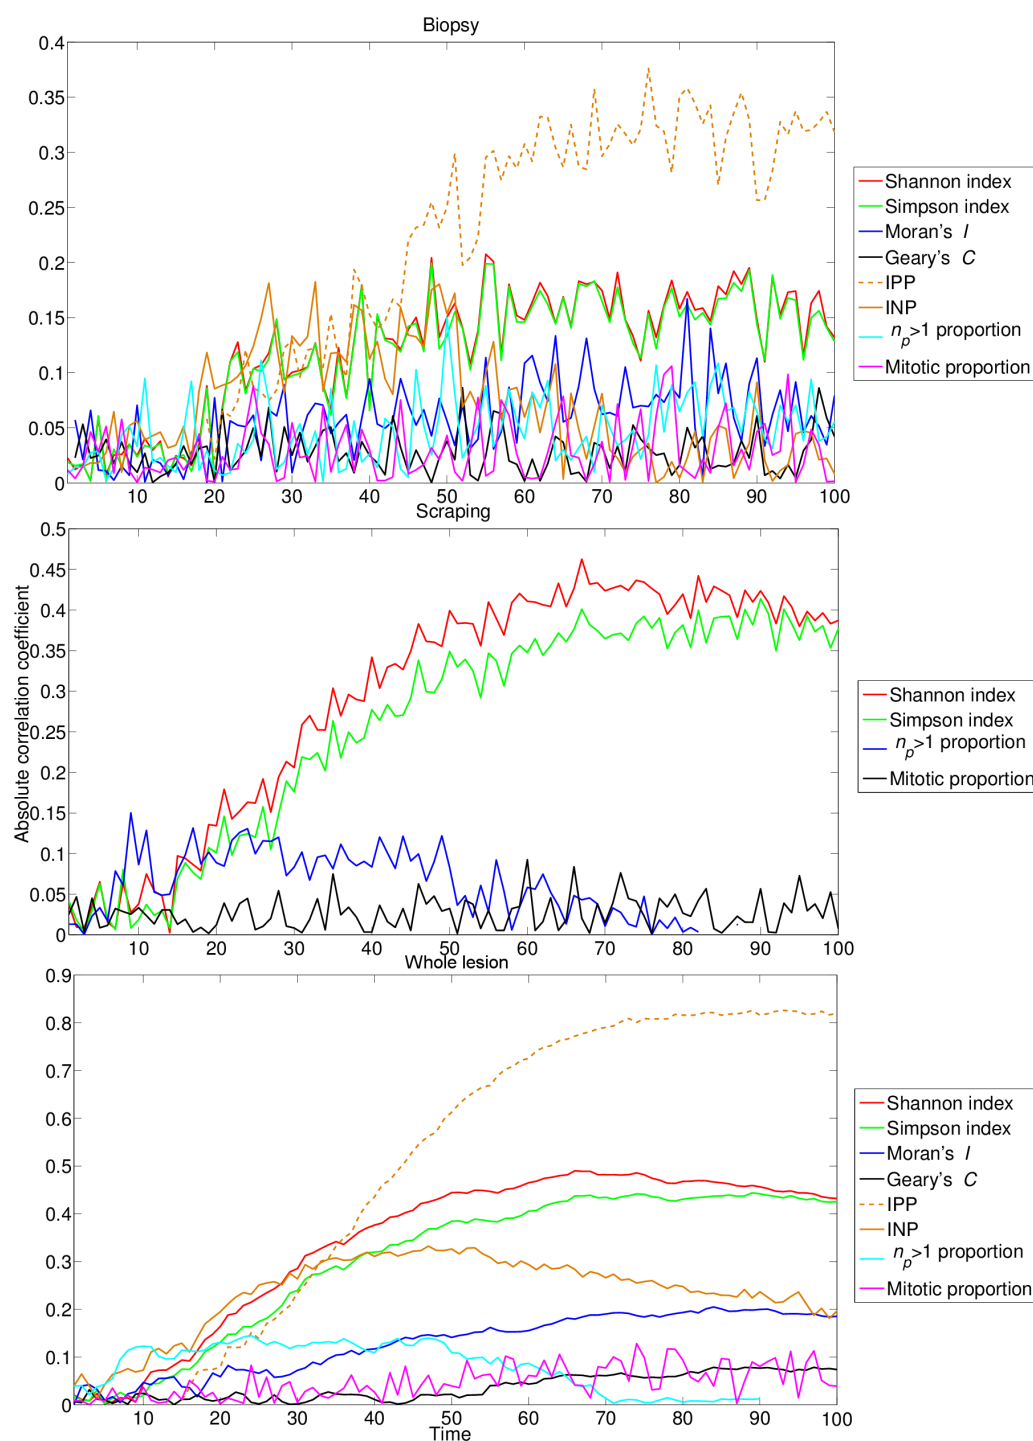 Biopsy
0.4
0.35
0.3
0.25
0.2
0.15
0.1
0.05
0
10 20 30 40 50 60 70 80 90 100
Shannon index
Simpson index
Moran's I
Geary's C
IPP
INP
np>1 proportion
Mitotic proportion
Scraping
Absolute correlation coefficient
0.5
0.45
0.4
0.35
0.3
0.25
0.2
0.15
0.1
0.05
0
10 20 30 40 50 60 70 80 90 100
Shannon index
Simpson index
np>1 proportion
Mitotic proportion
Whole lesion
0.9
0.8
0.7
0.6
0.5
0.4
0.3
0.2
0.1
0
10 20 30 40 50 60 70 80 90 100
Time
Shannon index
Simpson index
Moran's I
Geary's C
IPP
INP
np>1 proportion
Mitotic proportion